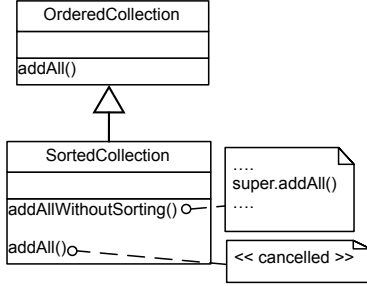 OrderedCollection
addAll()
SortedCollection
addAllWithoutSorting()
addAll()
....
super.addAll()
....
<< cancelled >>